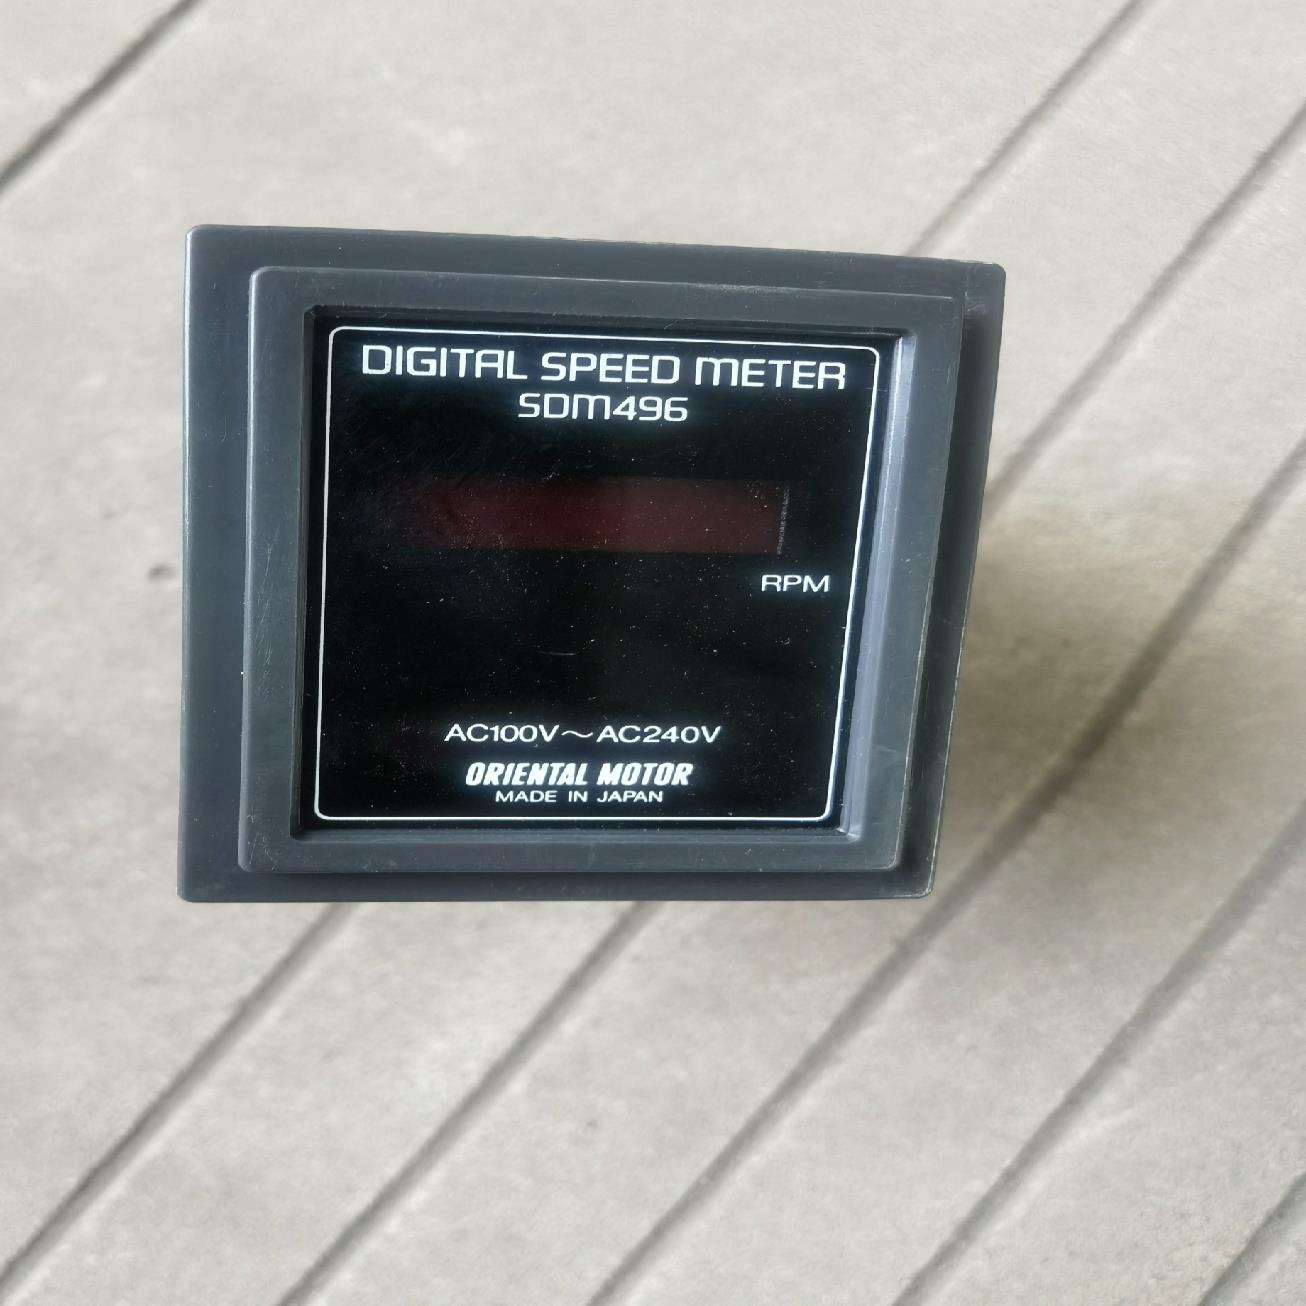 DIGITAL SPEED METER
SDM496
RPM
AC100V～AC240V
ORIENTAL MOTOR
MADE IN JAPAN